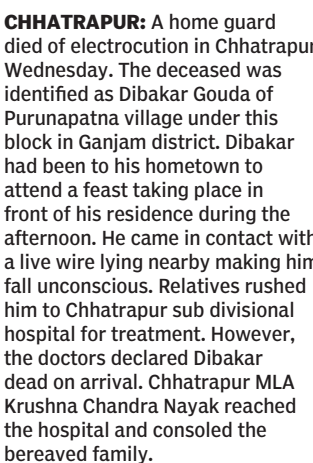 CHHATRAPUR: A home guard
died of electrocution in Chhatrapur
Wednesday. The deceased was
identified as Dibakar Gouda of
Purunapatna village under this
block in Ganjam district. Dibakar
had been to his hometown to
attend a feast taking place in
front of his residence during the
afternoon. He came in contact with
a live wire lying nearby making him
fall unconscious. Relatives rushed
him to Chhatrapur sub divisional
hospital for treatment. However,
the doctors declared Dibakar
dead on arrival. Chhatrapur MLA
Krushna Chandra Nayak reached
the hospital and consoled the
bereaved family.